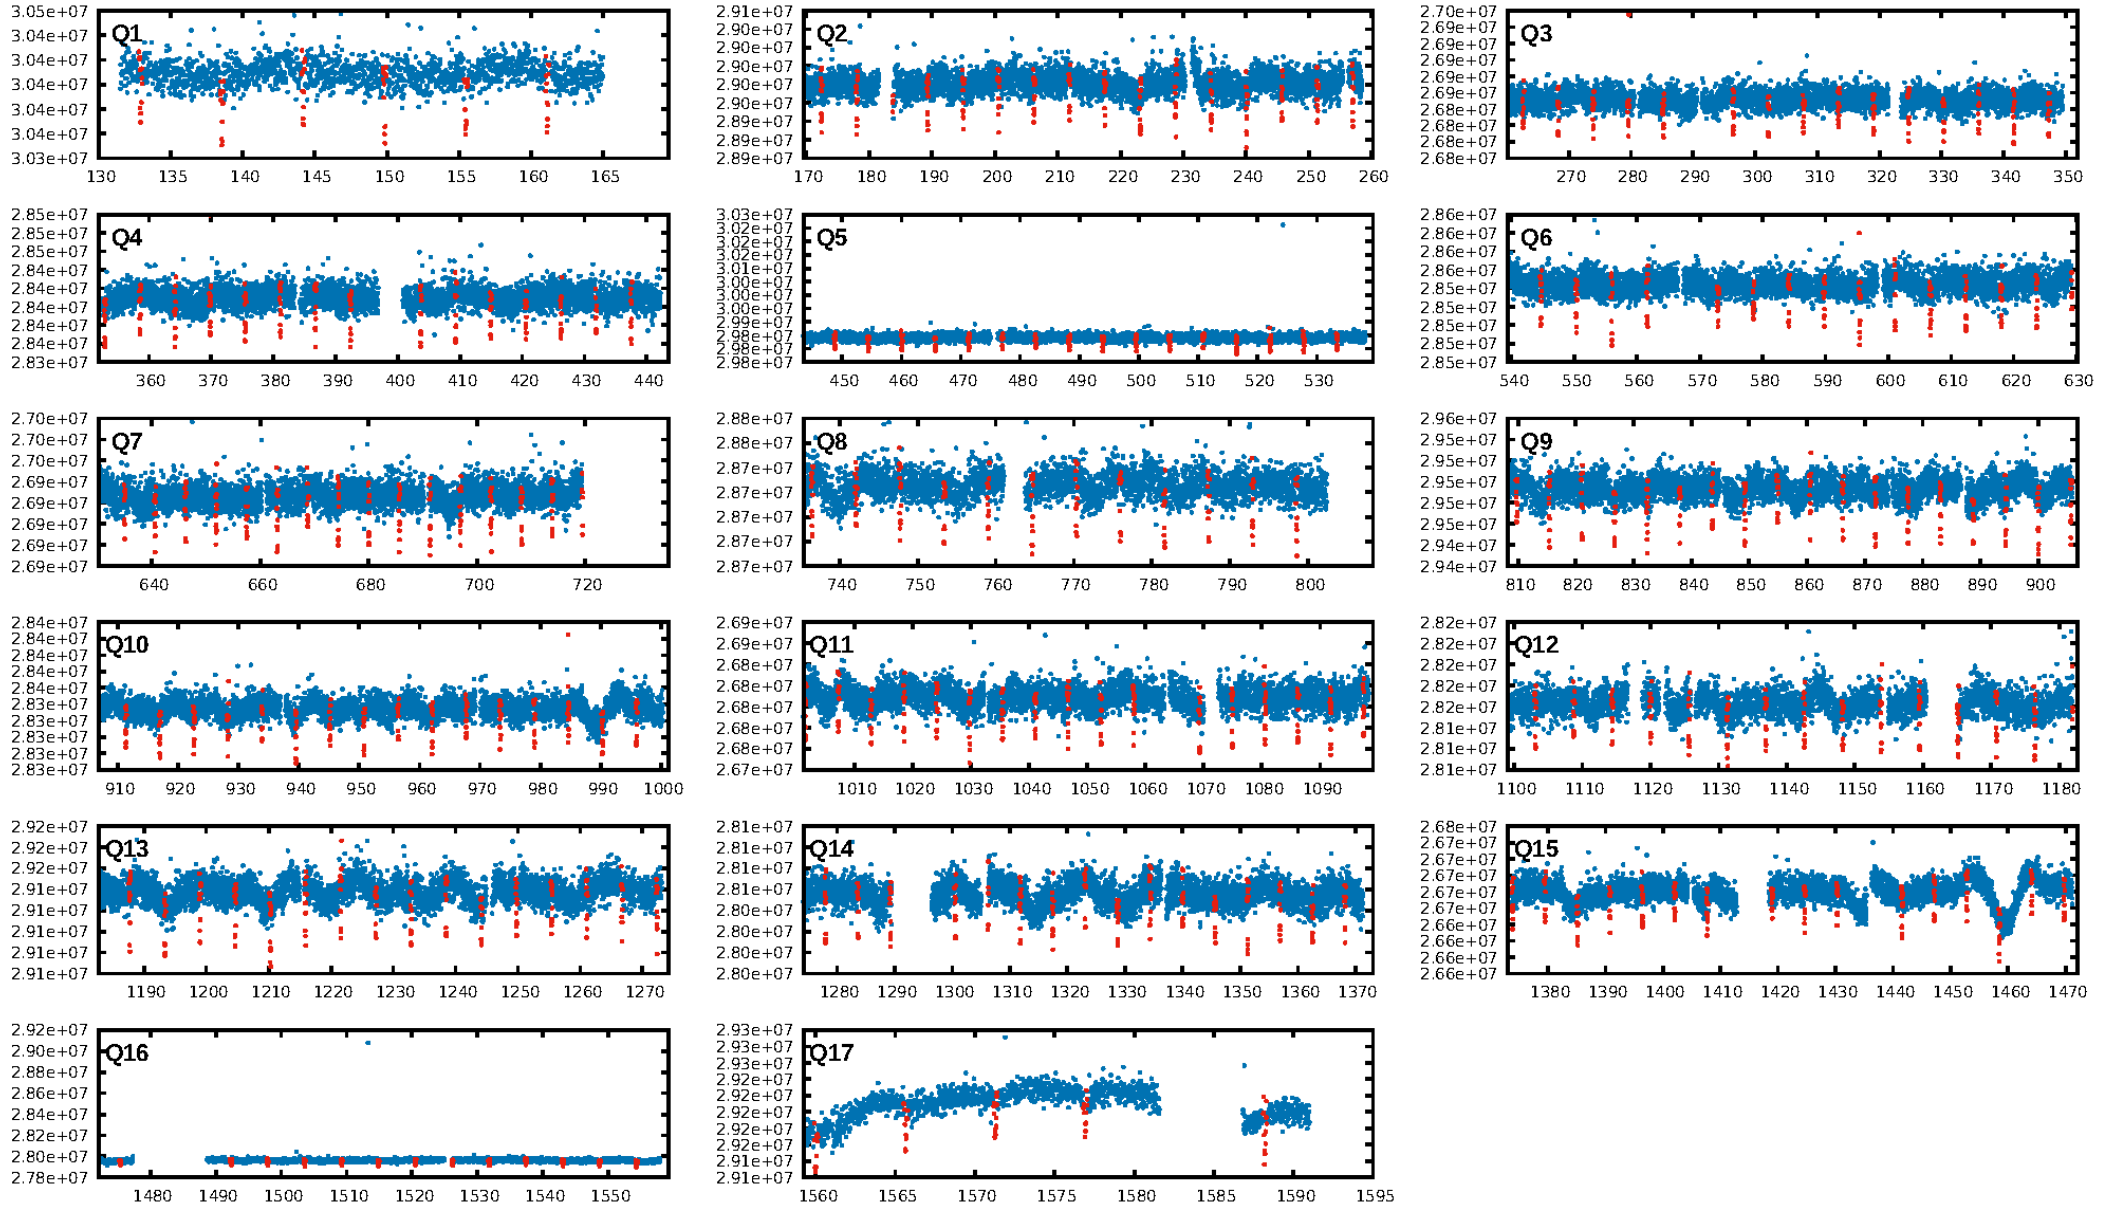 3.05e+07
3.04e+07
3.04e+07
3.04e+07
3.04e+07
3.04e+07
3.03e+07
Q1
130 135 140 145 150 155 160 165
2.91e+07
2.90e+07
2.90e+07
2.90e+07
2.90e+07
2.90e+07
2.89e+07
2.89e+07
2.89e+07
Q2
170 180 190 200 210 220 230 240 250 260
2.70e+07
2.69e+07
2.69e+07
2.69e+07
2.69e+07
2.69e+07
2.68e+07
2.68e+07
2.68e+07
2.68e+07
Q3
270 280 290 300 310 320 330 340 350
2.85e+07
2.85e+07
2.85e+07
2.84e+07
2.84e+07
2.84e+07
2.84e+07
2.84e+07
2.83e+07
Q4
360 370 380 390 400 410 420 430 440
3.03e+07
3.02e+07
3.02e+07
3.01e+07
3.01e+07
3.00e+07
3.00e+07
3.00e+07
2.99e+07
2.98e+07
2.98e+07
2.98e+07
Q5
450 460 470 480 490 500 510 520 530
2.86e+07
2.86e+07
2.86e+07
2.86e+07
2.85e+07
2.85e+07
2.85e+07
2.85e+07
2.85e+07
Q6
540 550 560 570 580 590 600 610 620 630
2.70e+07
2.70e+07
2.70e+07
2.69e+07
2.69e+07
2.69e+07
2.69e+07
2.69e+07
Q7
640 660 680 700 720
2.88e+07
2.88e+07
2.87e+07
2.87e+07
2.87e+07
2.87e+07
2.87e+07
Q8
740 750 760 770 780 790 800
2.96e+07
2.95e+07
2.95e+07
2.95e+07
2.95e+07
2.95e+07
2.94e+07
2.94e+07
Q9
810 820 830 840 850 860 870 880 890 900
2.84e+07
2.84e+07
2.84e+07
2.84e+07
2.84e+07
2.83e+07
2.83e+07
2.83e+07
2.83e+07
2.83e+07
Q10
910 920 930 940 950 960 970 980 990 1000
2.69e+07
2.69e+07
2.68e+07
2.68e+07
2.68e+07
2.68e+07
2.68e+07
2.67e+07
Q11
1010 1020 1030 1040 1050 1060 1070 1080 1090
2.82e+07
2.82e+07
2.82e+07
2.82e+07
2.82e+07
2.81e+07
2.81e+07
2.81e+07
Q12
1100 1110 1120 1130 1140 1150 1160 1170 1180
2.92e+07
2.92e+07
2.92e+07
2.91e+07
2.91e+07
2.91e+07
2.91e+07
2.91e+07
Q13
1190 1200 1210 1220 1230 1240 1250 1260 1270
2.81e+07
2.81e+07
2.81e+07
2.81e+07
2.80e+07
2.80e+07
2.80e+07
2.80e+07
Q14
1280 1290 1300 1310 1320 1330 1340 1350 1360 1370
2.68e+07
2.67e+07
2.67e+07
2.67e+07
2.67e+07
2.67e+07
2.66e+07
2.66e+07
2.66e+07
2.66e+07
Q15
1380 1390 1400 1410 1420 1430 1440 1450 1460 1470
2.92e+07
2.90e+07
2.88e+07
2.86e+07
2.84e+07
2.82e+07
2.80e+07
2.78e+07
Q16
1480 1490 1500 1510 1520 1530 1540 1550
2.93e+07
2.93e+07
2.93e+07
2.92e+07
2.92e+07
2.92e+07
2.92e+07
2.92e+07
2.91e+07
2.91e+07
Q17
1560 1565 1570 1575 1580 1585 1590 1595